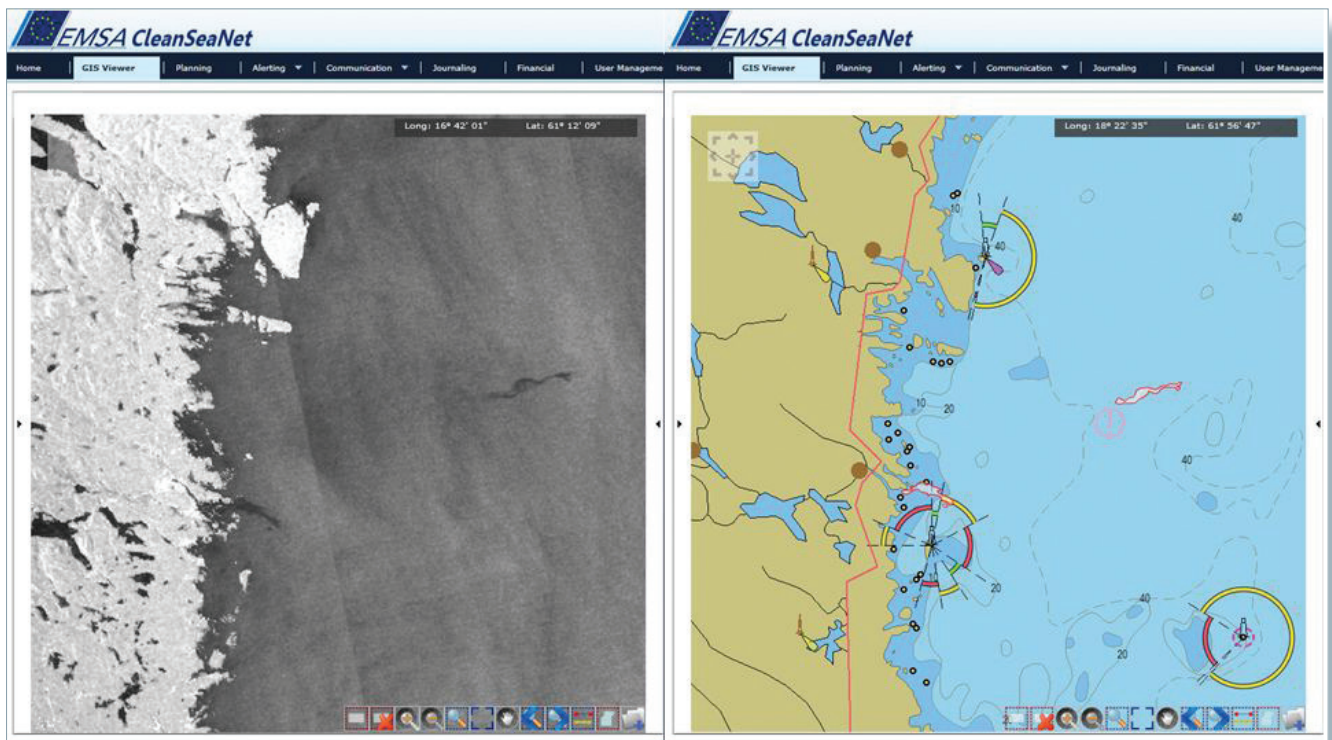 EMSA CleanSeaNet
Home | GIS Viewer | Planning | Alerting | Communication | Journaling | Financial | User Manageme
Long: 16º 42' 01" Lat: 61º 12' 09"
EMSA CleanSeaNet
Home | GIS Viewer | Planning | Alerting | Communication | Journaling | Financial | User Manageme
Long: 18º 22' 35" Lat: 61º 56' 47"
10
40
40
10
20
40
10
20
40
20
2